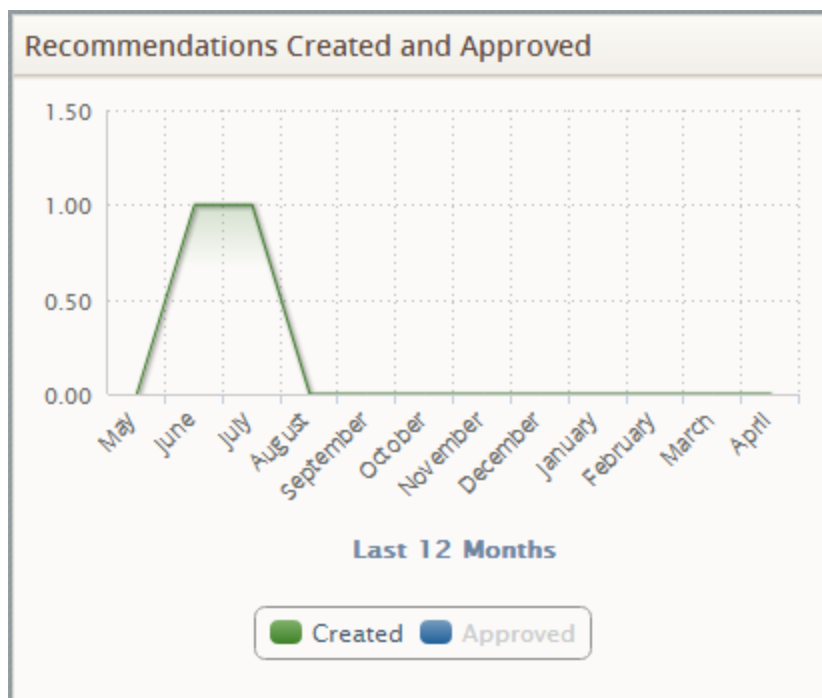 Recommendations Created and Approved
1.50
1.00
0.50
0.00
May June July August September October November December January February March April
Last 12 Months
Created Approved